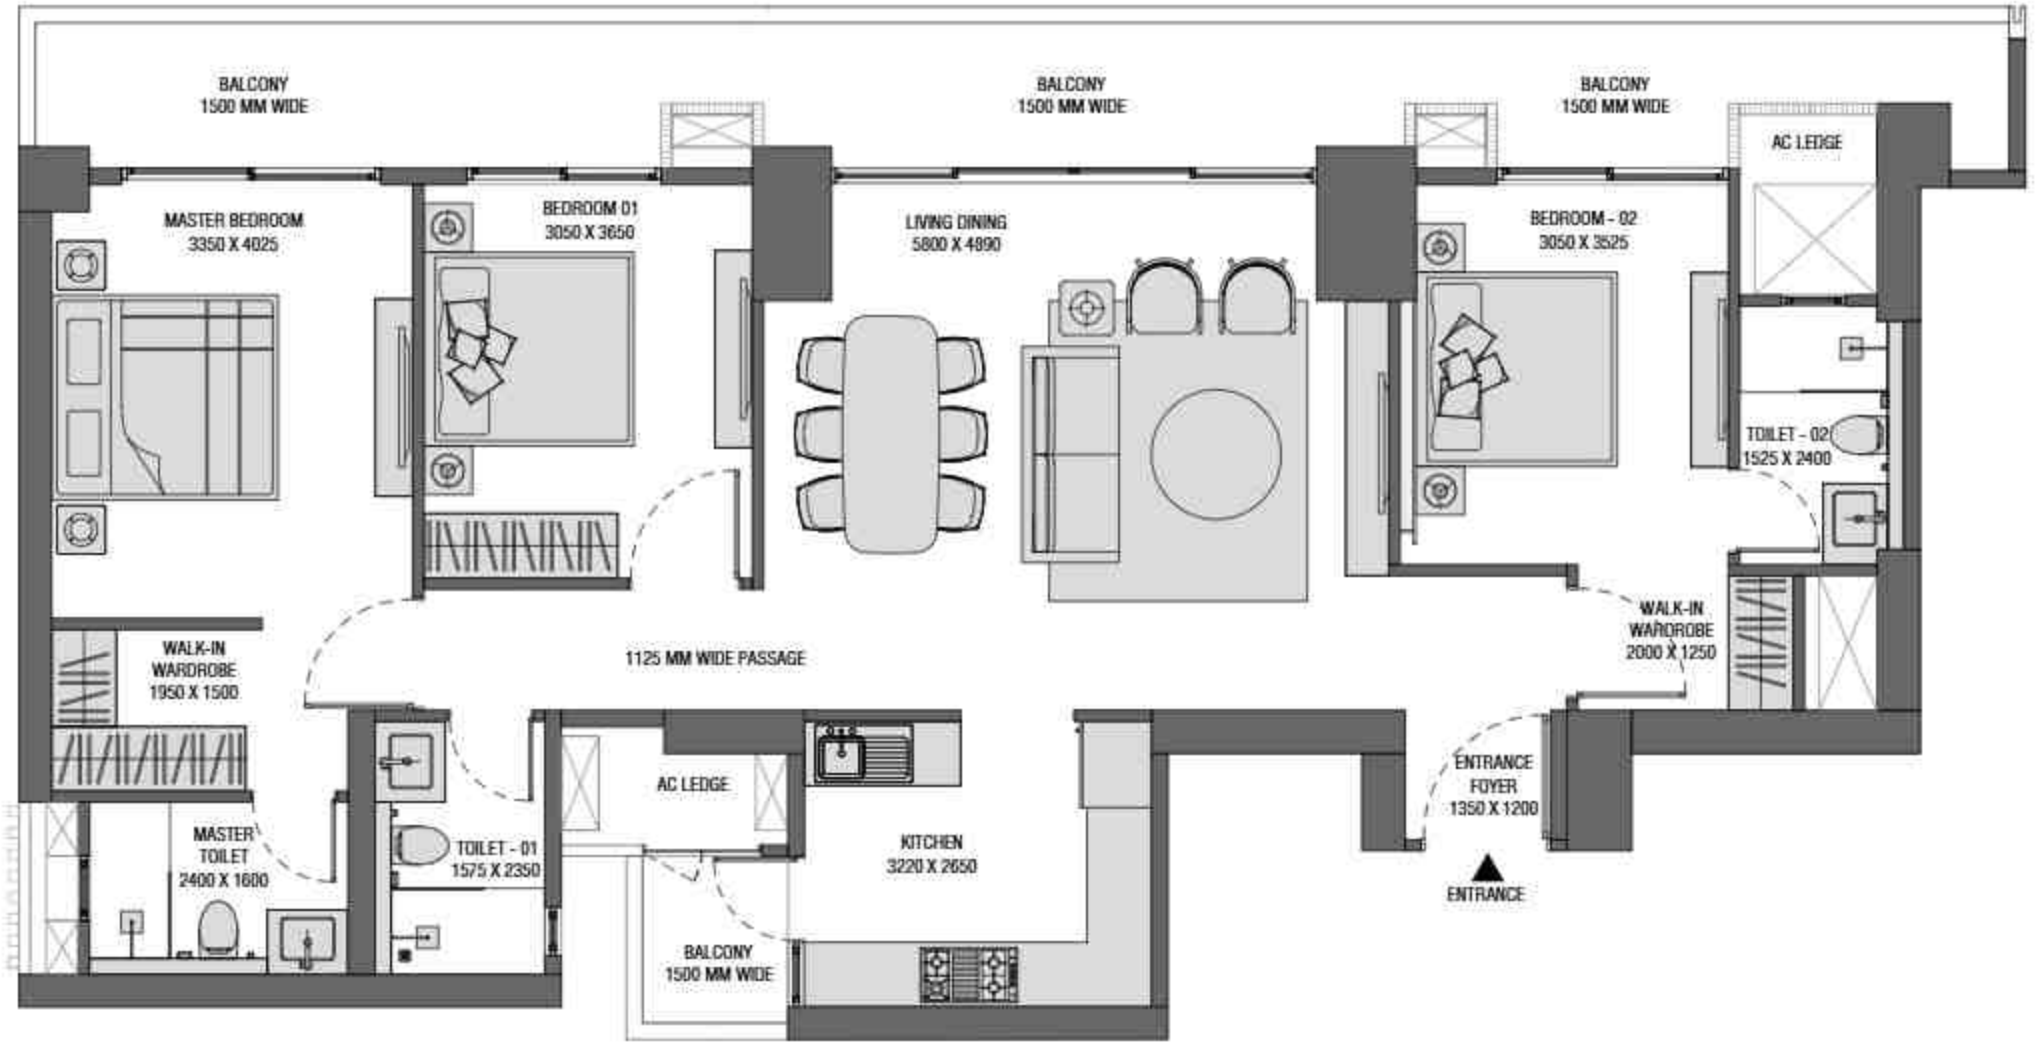 BALCONY
1500 MM WIDE
BALCONY
1500 MM WIDE
BALCONY
1500 MM WIDE
AC LEDGE
MASTER BEDROOM
3350 X 4025
BEDROOM 01
3050 X 3650
LIVING DINING
5800 X 4890
BEDROOM - 02
3050 X 3525
TOILET - 02
1525 X 2400
WALK-IN
WARDROBE
1950 X 1500
1125 MM WIDE PASSAGE
WALK-IN
WARDROBE
2000 X 1250
MASTER
TOILET
2400 X 1600
TOILET - 01
1575 X 2350
AC LEDGE
KITCHEN
3220 X 2650
ENTRANCE
FOYER
1350 X 1200
ENTRANCE
BALCONY
1500 MM WIDE